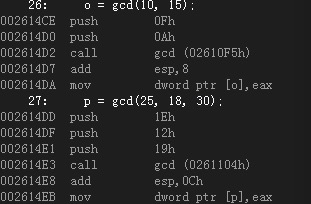 26: o = gcd(10, 15);
002614CE push 0Fh
002614D0 push 0Ah
002614D2 call gcd (02610F5h)
002614D7 add esp,8
002614DA mov dword ptr [o],eax
27: p = gcd(25, 18, 30);
002614DD push 1Eh
002614DF push 12h
002614E1 push 19h
002614E3 call gcd (0261104h)
002614E8 add esp,0Ch
002614EB mov dword ptr [p],eax